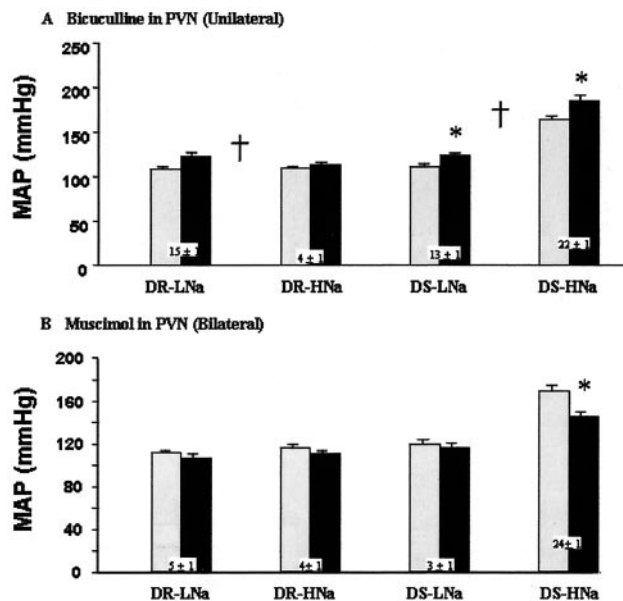 A Bicuculline in PVN (Unilateral)
MAP (mmHg)
250
200
150
100
50
0
†
*
†
*
15 ± 1
4 ± 1
13 ± 1
22 ± 1
DR-LNa DR-HNa DS-LNa DS-HNa
B Muscimol in PVN (Bilateral)
MAP (mmHg)
200
160
120
80
40
0
*
5 ± 1
4 ± 1
3 ± 1
24 ± 1
DR-LNa DR-HNa DS-LNa DS-HNa